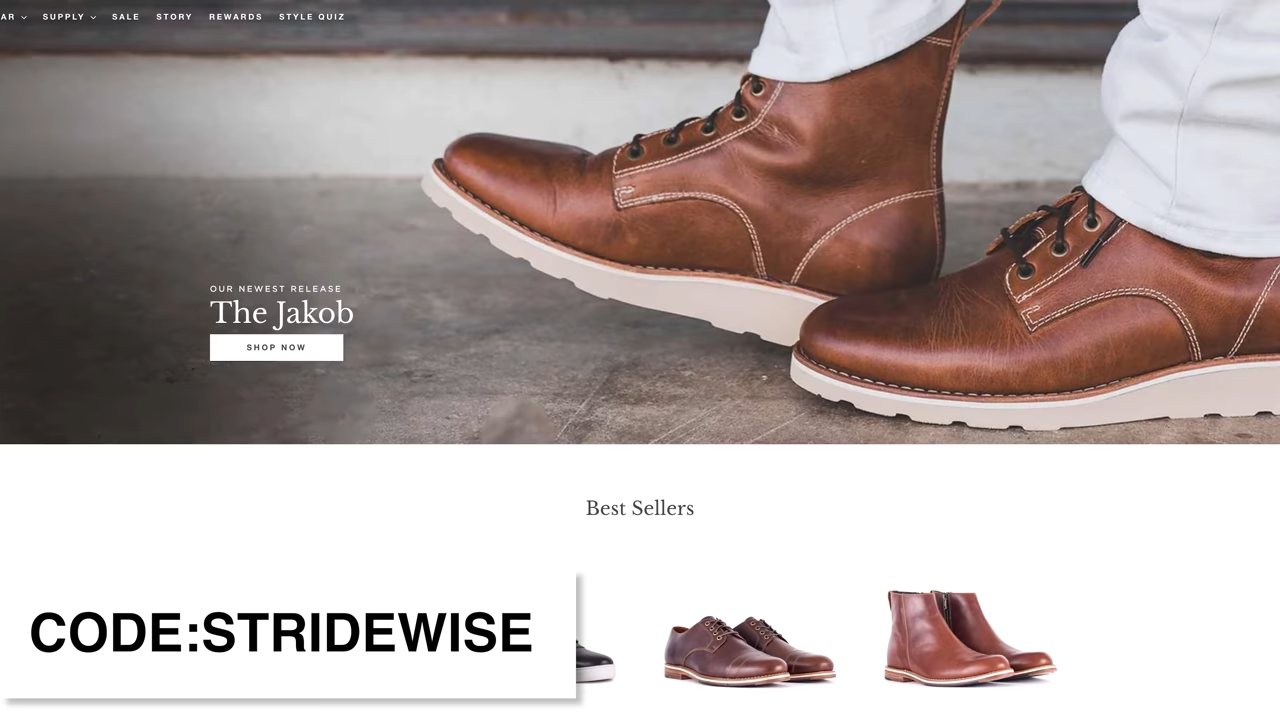 AR SUPPLY SALE STORY REWARDS STYLE QUIZ
OUR NEWEST RELEASE
The Jakob
SHOP NOW
Best Sellers
CODE:STRIDEWISE